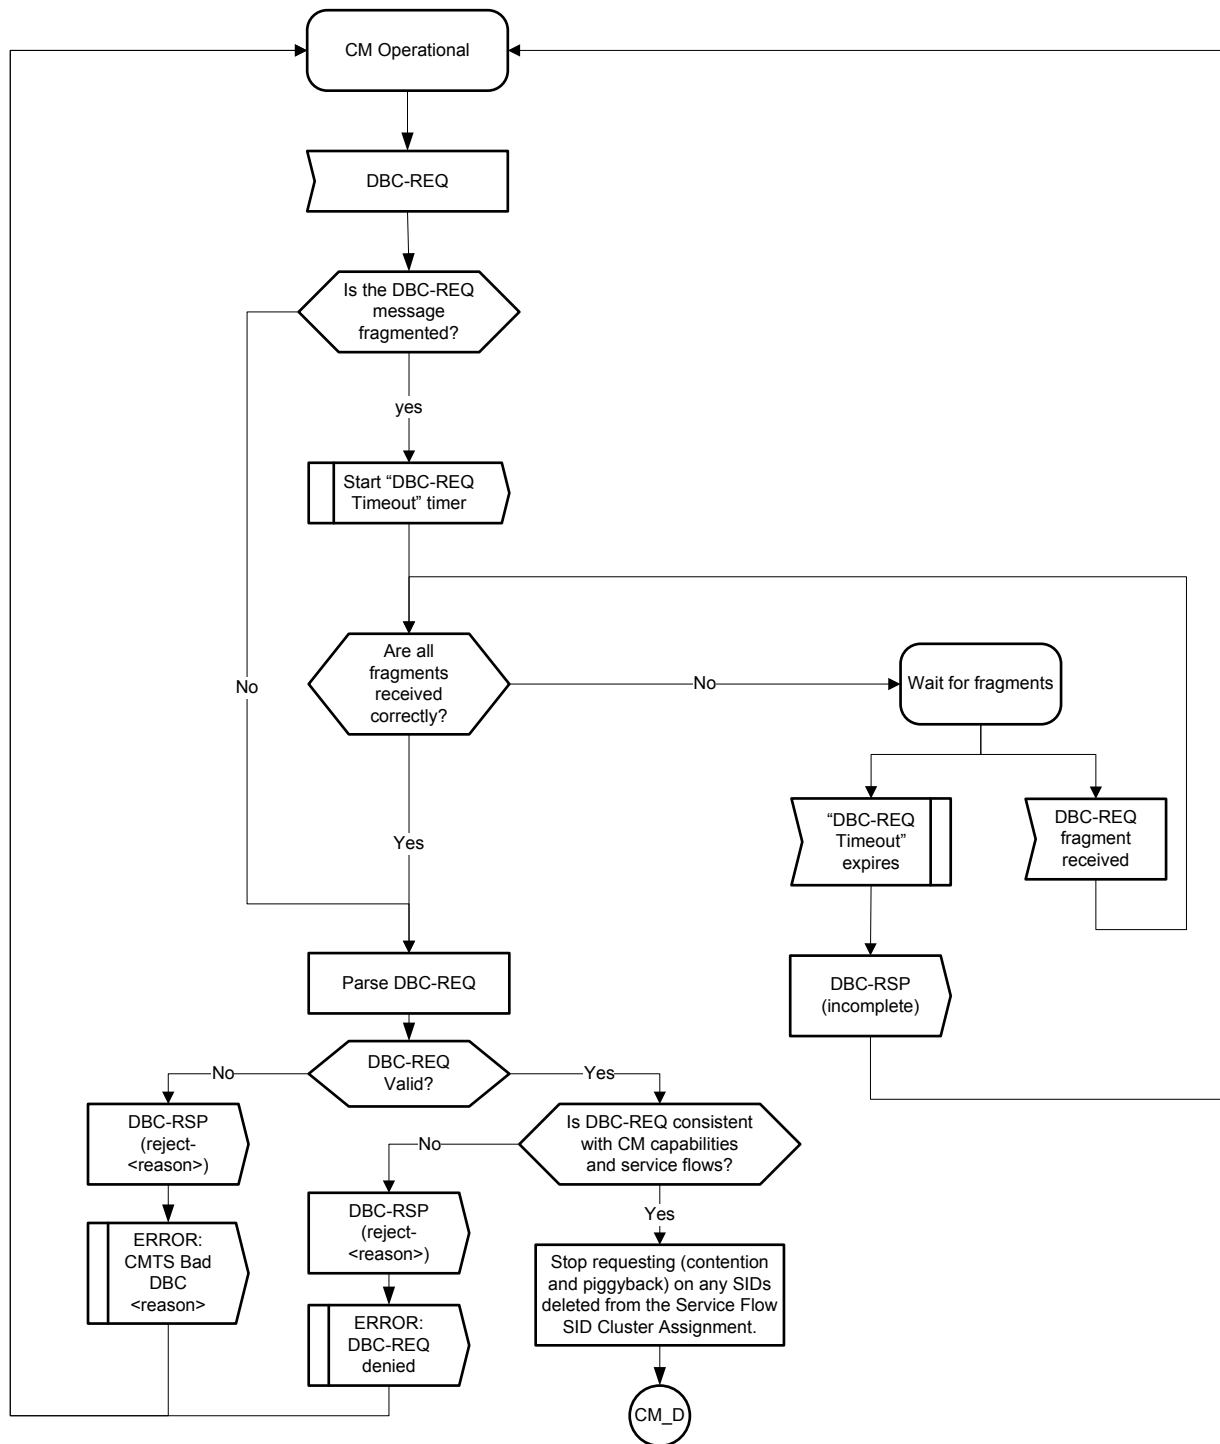 CM Operational
DBC-REQ
Is the DBC-REQ
message
fragmented?
yes
Start “DBC-REQ
Timeout” timer
Are all
fragments
received
correctly?
No
No
Wait for fragments
“DBC-REQ
Timeout”
expires
DBC-REQ
fragment
received
Yes
Parse DBC-REQ
DBC-RSP
(incomplete)
DBC-REQ
Valid?
No
Yes
DBC-RSP
(reject-
<reason>)
Is DBC-REQ consistent
with CM capabilities
and service flows?
No
DBC-RSP
(reject-
<reason>)
Yes
ERROR:
CMTS Bad
DBC
<reason>
Stop requesting (contention
and piggyback) on any SIDs
deleted from the Service Flow
SID Cluster Assignment.
ERROR:
DBC-REQ
denied
CM_D